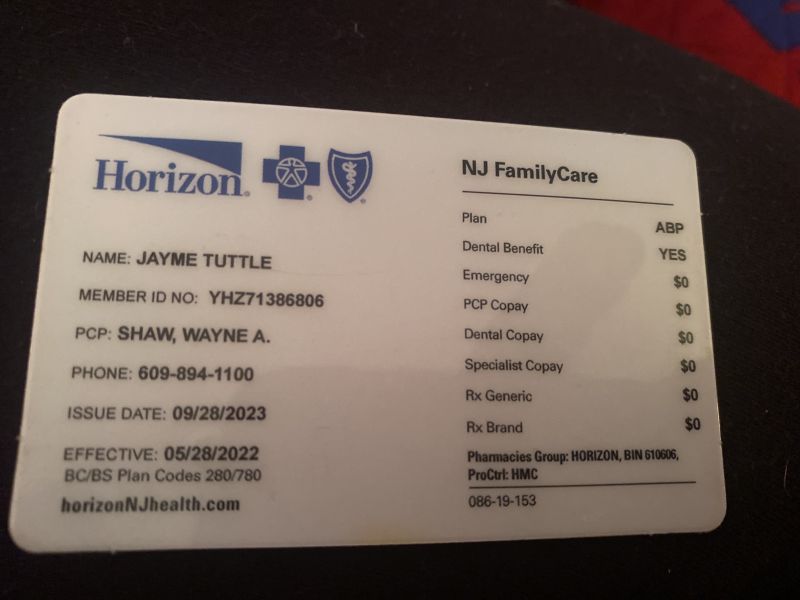 Horizon
NAME: JAYME TUTTLE
MEMBER ID NO: YHZ71386806
PCP: SHAW, WAYNE A.
PHONE: 609-894-1100
ISSUE DATE: 09/28/2023
EFFECTIVE: 05/28/2022
BC/BS Plan Codes 280/780
horizonNJhealth.com
NJ FamilyCare
Plan ABP
Dental Benefit YES
Emergency $0
PCP Copay $0
Dental Copay $0
Specialist Copay $0
Rx Generic $0
Rx Brand $0
Pharmacies Group: HORIZON, BIN 610606,
ProCtrl: HMC
086-19-153